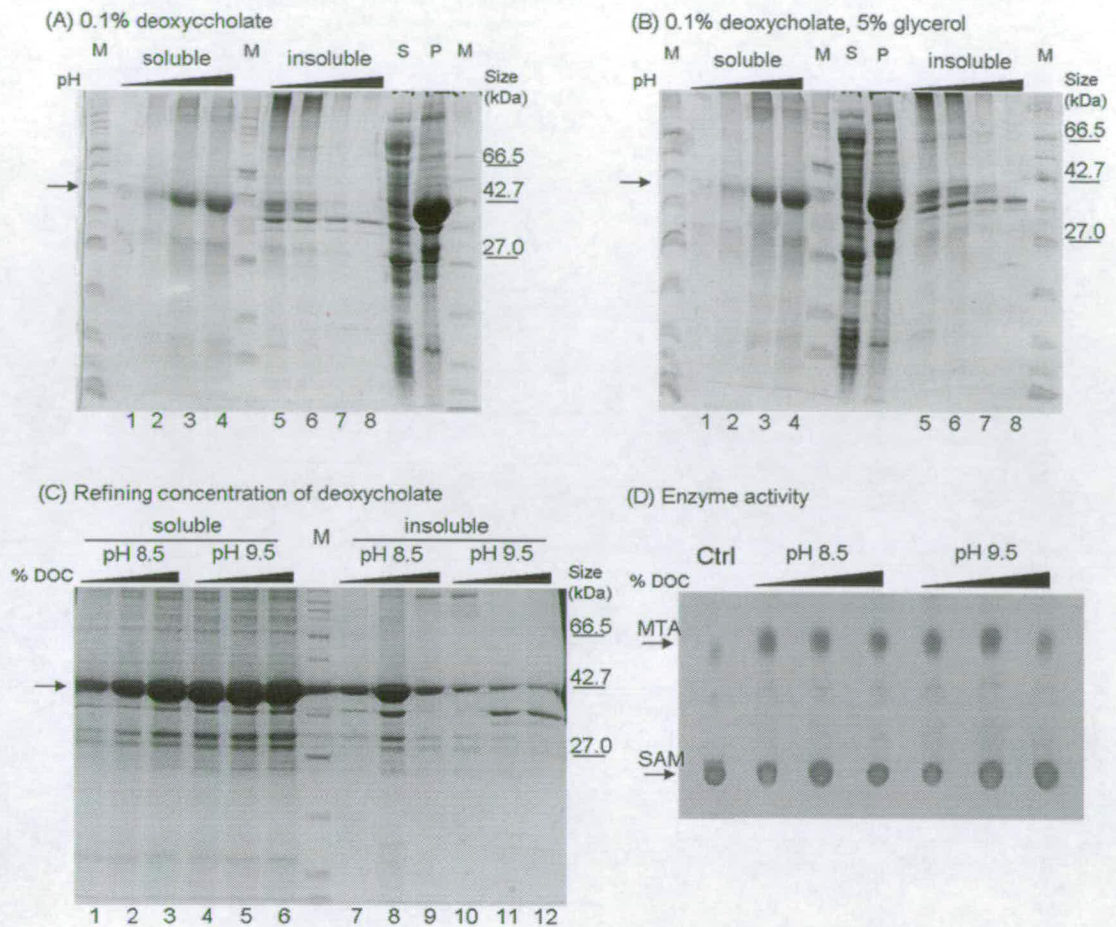 (A) 0.1% deoxyccholate
M soluble M insoluble S P M
pH
Size
(kDa)
66.5
42.7
27.0
1 2 3 4 5 6 7 8
(B) 0.1% deoxycholate, 5% glycerol
M soluble M S P insoluble M
pH
Size
(kDa)
66.5
42.7
27.0
1 2 3 4 5 6 7 8
(C) Refining concentration of deoxycholate
soluble M insoluble
pH 8.5 pH 9.5 pH 8.5 pH 9.5
% DOC
Size
(kDa)
66.5
42.7
27.0
1 2 3 4 5 6 7 8 9 10 11 12
(D) Enzyme activity
Ctrl pH 8.5 pH 9.5
% DOC
MTA
SAM